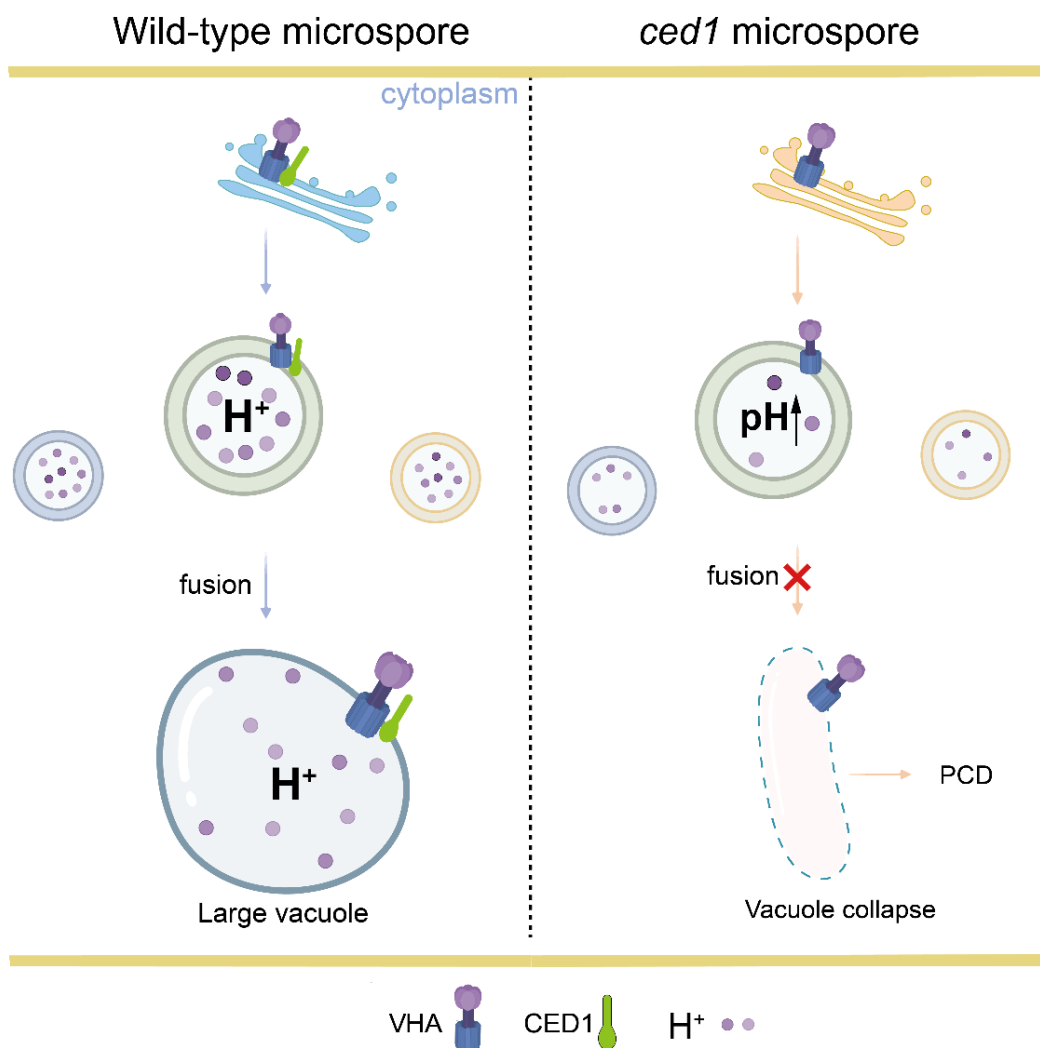 Wild-type microspore
ced1 microspore
cytoplasm
H⁺
pH
fusion
fusion
H⁺
PCD
Large vacuole
Vacuole collapse
VHA
CED1
H⁺